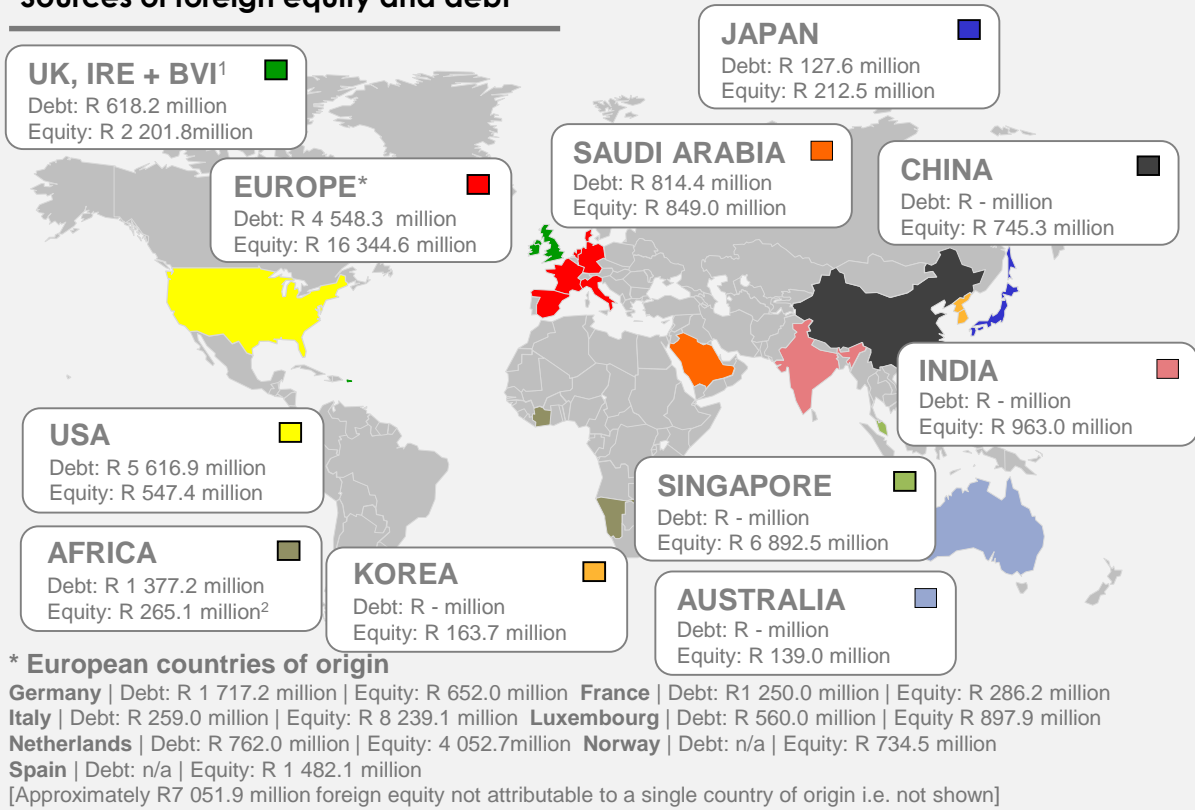 Sources of foreign equity and debt
JAPAN
Debt: R 127.6 million
Equity: R 212.5 million
UK, IRE + BVI¹
Debt: R 618.2 million
Equity: R 2 201.8million
SAUDI ARABIA
Debt: R 814.4 million
Equity: R 849.0 million
CHINA
Debt: R - million
Equity: R 745.3 million
EUROPE*
Debt: R 4 548.3 million
Equity: R 16 344.6 million
INDIA
Debt: R - million
Equity: R 963.0 million
USA
Debt: R 5 616.9 million
Equity: R 547.4 million
SINGAPORE
Debt: R - million
Equity: R 6 892.5 million
AFRICA
Debt: R 1 377.2 million
Equity: R 265.1 million²
KOREA
Debt: R - million
Equity: R 163.7 million
AUSTRALIA
Debt: R - million
Equity: R 139.0 million
* European countries of origin
Germany | Debt: R 1 717.2 million | Equity: R 652.0 million France | Debt: R1 250.0 million | Equity: R 286.2 million
Italy | Debt: R 259.0 million | Equity: R 8 239.1 million Luxembourg | Debt: R 560.0 million | Equity R 897.9 million
Netherlands | Debt: R 762.0 million | Equity: 4 052.7million Norway | Debt: n/a | Equity: R 734.5 million
Spain | Debt: n/a | Equity: R 1 482.1 million
[Approximately R7 051.9 million foreign equity not attributable to a single country of origin i.e. not shown]